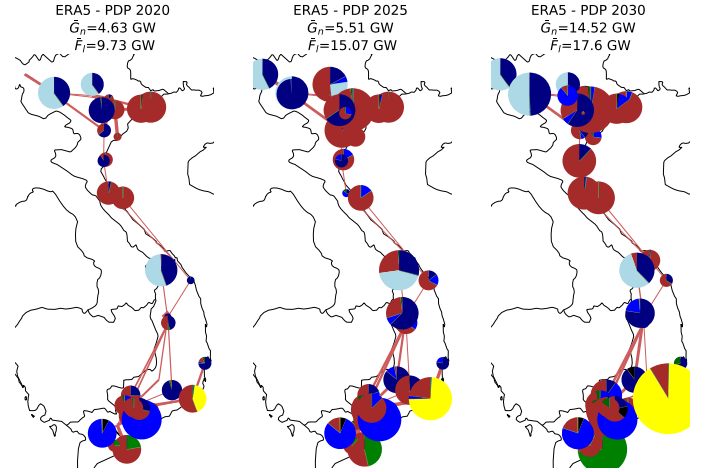 ERA5 - PDP 2020
Ḡₙ=4.63 GW
F̄ₗ=9.73 GW
ERA5 - PDP 2025
Ḡₙ=5.51 GW
F̄ₗ=15.07 GW
ERA5 - PDP 2030
Ḡₙ=14.52 GW
F̄ₗ=17.6 GW